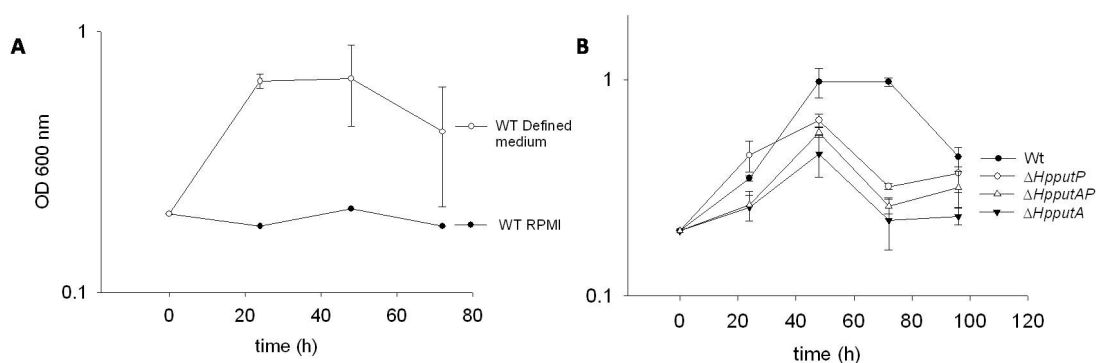 A
1
0.1
OD 600 nm
0
20
40
60
80
time (h)
WT Defined
medium
WT RPMI
B
1
0.1
0
20
40
60
80
100
120
time (h)
Wt
ΔHpputP
ΔHpputAP
ΔHpputA